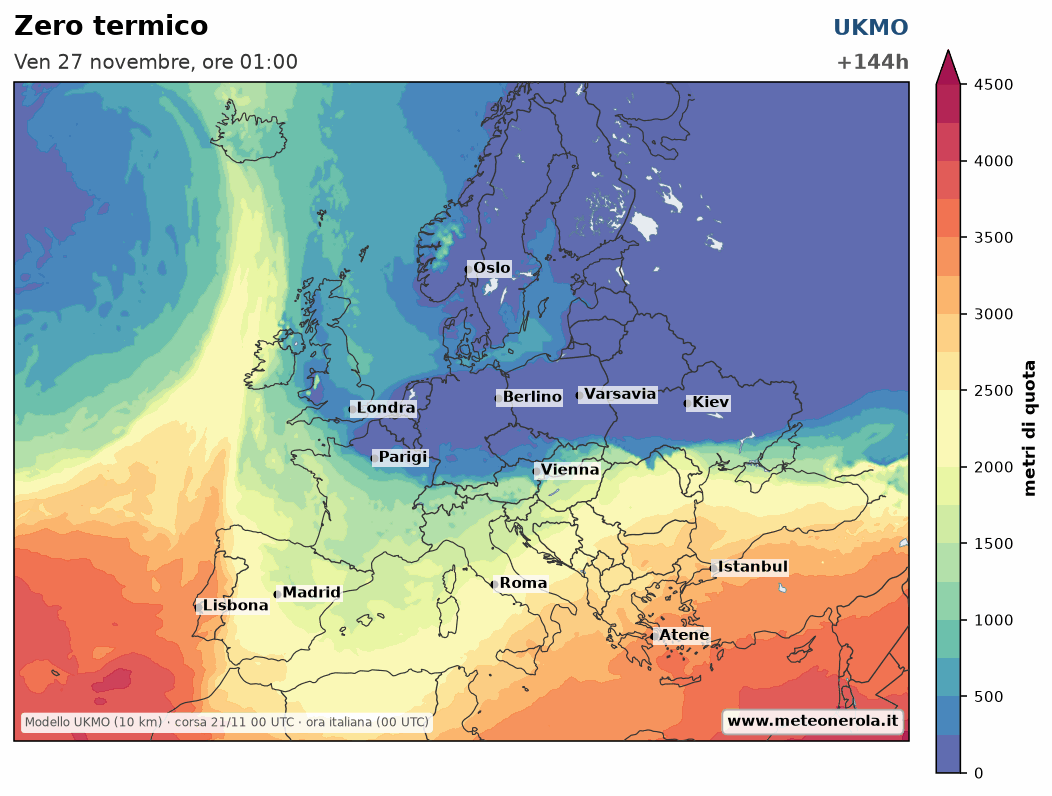 Zero termico
UKMO
Ven 27 novembre, ore 01:00
+144h
4500
4000
3500
3000
2500
2000
1500
1000
500
0
metri di quota
Oslo
Berlino
Varsavia
Londra
Kiev
Parigi
Vienna
Istanbul
Roma
Madrid
Lisbona
Atene
Modello UKMO (10 km) · corsa 21/11 00 UTC · ora italiana (00 UTC)
www.meteonerola.it